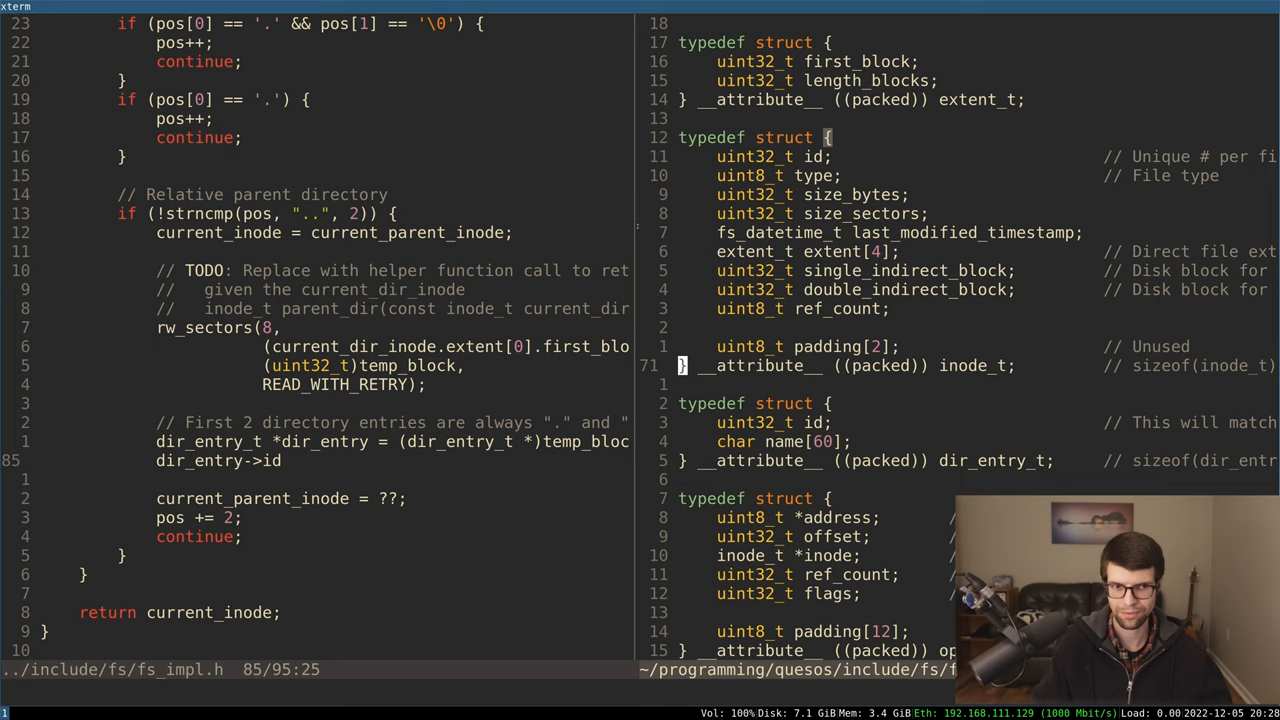 xterm
23 if (pos[0] == '.' && pos[1] == '\0') {
22 pos++;
21 continue;
20 }
19 if (pos[0] == '.') {
18 pos++;
17 continue;
16 }
15
14 // Relative parent directory
13 if (!strncmp(pos, "..", 2)) {
12 current_inode = current_parent_inode;
11
10 // TODO: Replace with helper function call to ret
9 //   given the current_dir_inode
8 //   inode_t parent_dir(const inode_t current_dir
7 rw_sectors(8,
6 (current_dir_inode.extent[0].first_blo
5 (uint32_t)temp_block,
4 READ_WITH_RETRY);
3
2 // First 2 directory entries are always "." and "
1 dir_entry_t *dir_entry = (dir_entry_t *)temp_bloc
85 dir_entry->id
1
2 current_parent_inode = ??;
3 pos += 2;
4 continue;
5 }
6 }
7
8 return current_inode;
9 }
10
../include/fs/fs_impl.h 85/95:25
18
17 typedef struct {
16 uint32_t first_block;
15 uint32_t length_blocks;
14 } __attribute__ ((packed)) extent_t;
13
12 typedef struct {
11 uint32_t id; // Unique # per fi
10 uint8_t type; // File type
9 uint32_t size_bytes;
8 uint32_t size_sectors;
7 fs_datetime_t last_modified_timestamp;
6 extent_t extent[4]; // Direct file ext
5 uint32_t single_indirect_block; // Disk block for
4 uint32_t double_indirect_block; // Disk block for
3 uint8_t ref_count;
2
1 uint8_t padding[2]; // Unused
71 } __attribute__ ((packed)) inode_t; // sizeof(inode_t)
1
2 typedef struct {
3 uint32_t id; // This will match
4 char name[60];
5 } __attribute__ ((packed)) dir_entry_t; // sizeof(dir_entr
6
7 typedef struct {
8 uint8_t *address; /
9 uint32_t offset; /
10 inode_t *inode; /
11 uint32_t ref_count; /
12 uint32_t flags; /
13
14 uint8_t padding[12];
15 } __attribute__ ((packed)) op
~/programming/quesos/include/fs/f
1 Vol: 100% Disk: 7.1 GiB Mem: 3.4 GiB Eth: 192.168.111.129 (1000 Mbit/s) Load: 0.00 2022-12-05 20:28